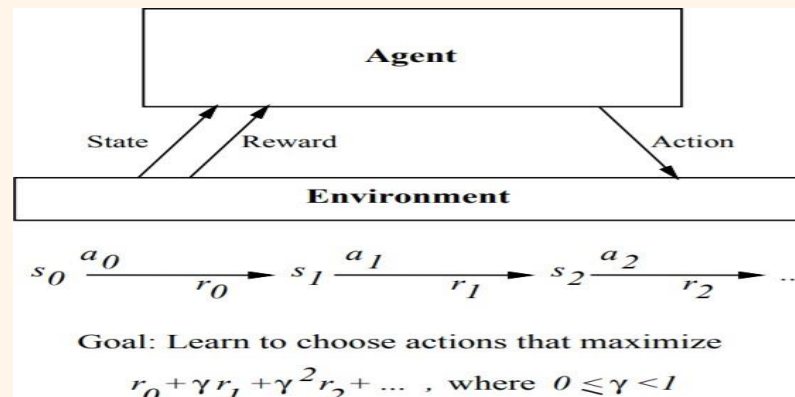 Agent
State Reward Action
Environment
s0 a0 r0 s1 a1 r1 s2 a2 r2 ...
Goal: Learn to choose actions that maximize
r0 + γ r1 + γ² r2 + ... , where 0 ≤ γ < 1